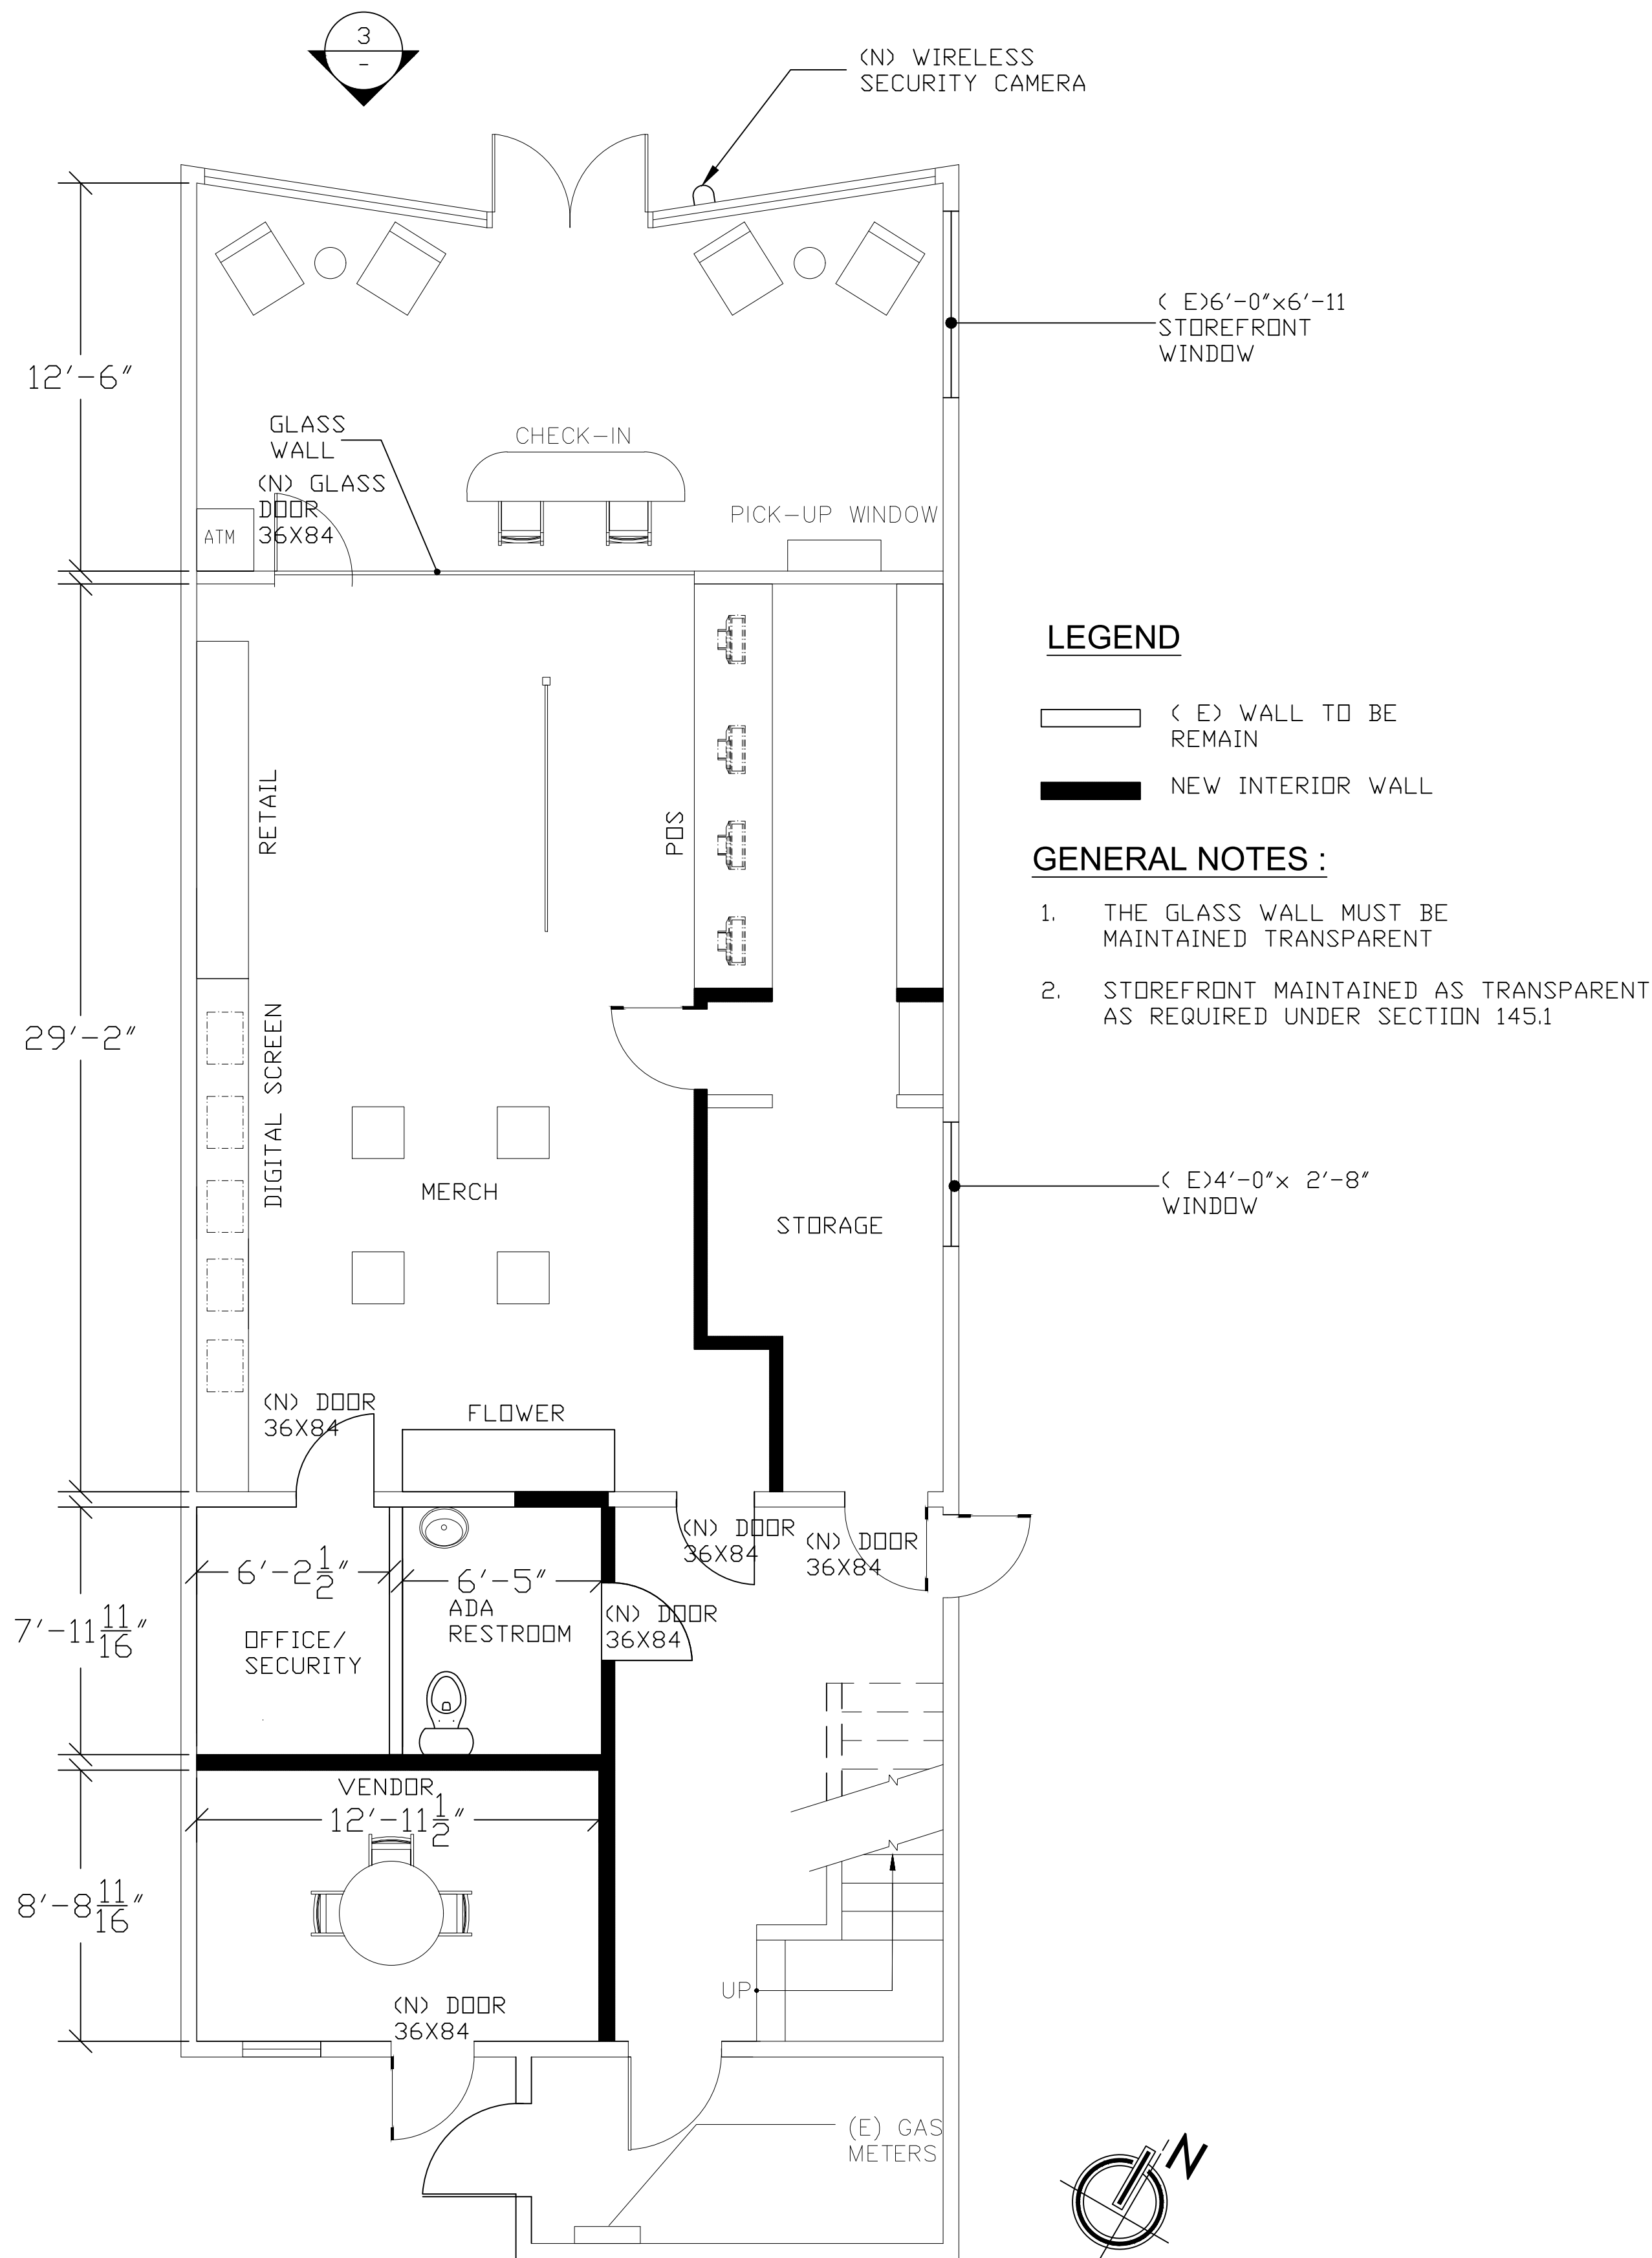 3
-
(N) WIRELESS
SECURITY CAMERA
( E)6'-0"x6'-11
STOREFRONT
WINDOW
12'-6"
GLASS
WALL
CHECK-IN
(N) GLASS
DOOR
36X84
ATM
PICK-UP WINDOW
LEGEND
( E) WALL TO BE
REMAIN
NEW INTERIOR WALL
RETAIL
POS
GENERAL NOTES :
1. THE GLASS WALL MUST BE
MAINTAINED TRANSPARENT
2. STOREFRONT MAINTAINED AS TRANSPARENT
AS REQUIRED UNDER SECTION 145.1
29'-2"
DIGITAL SCREEN
MERCH
STORAGE
( E)4'-0"x 2'-8"
WINDOW
(N) DOOR
36X84
FLOWER
(N) DOOR
36X84
(N) DOOR
36X84
6'-2 1/2"
6'-5"
ADA
RESTROOM
(N) DOOR
36X84
7'-11 11/16"
OFFICE/
SECURITY
VENDOR
12'-11 1/2"
8'-8 11/16"
UP
(N) DOOR
36X84
(E) GAS
METERS
N